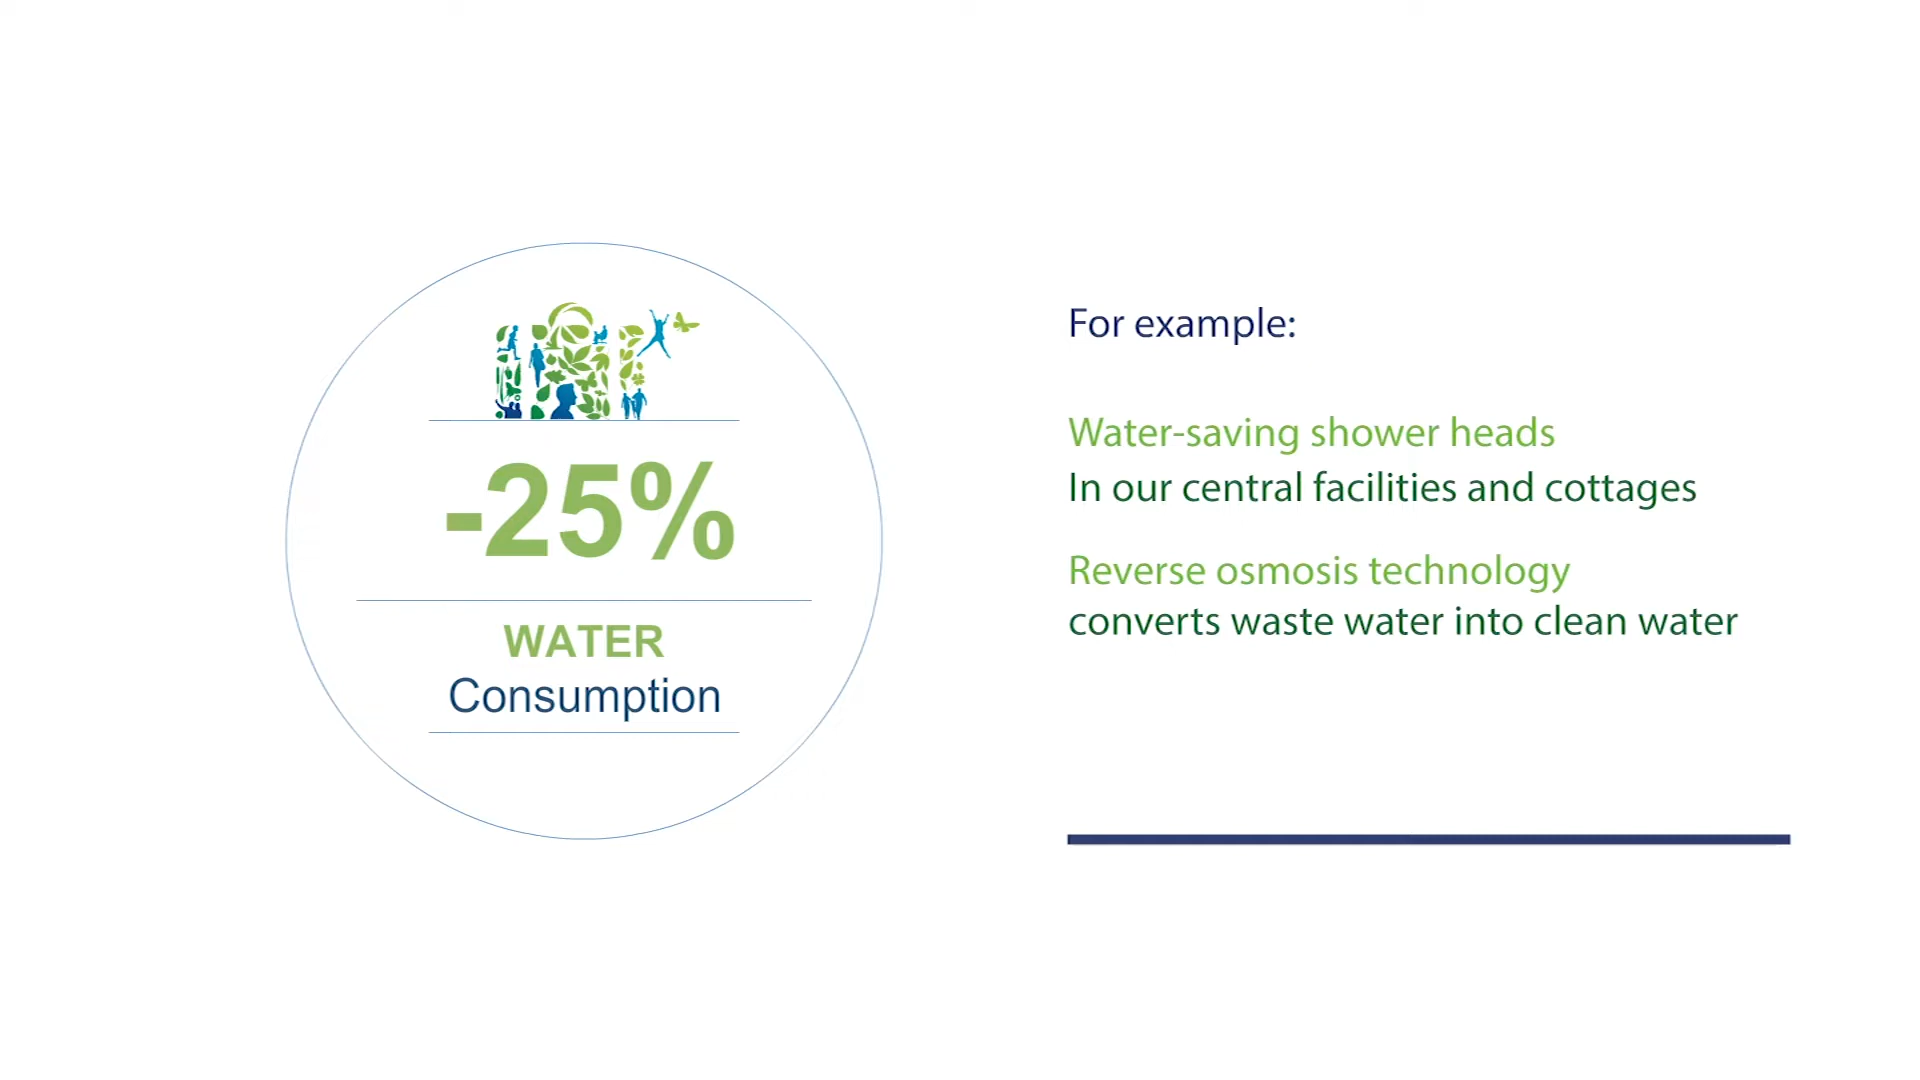 -25%
WATER
Consumption
For example:
Water-saving shower heads
In our central facilities and cottages
Reverse osmosis technology
converts waste water into clean water